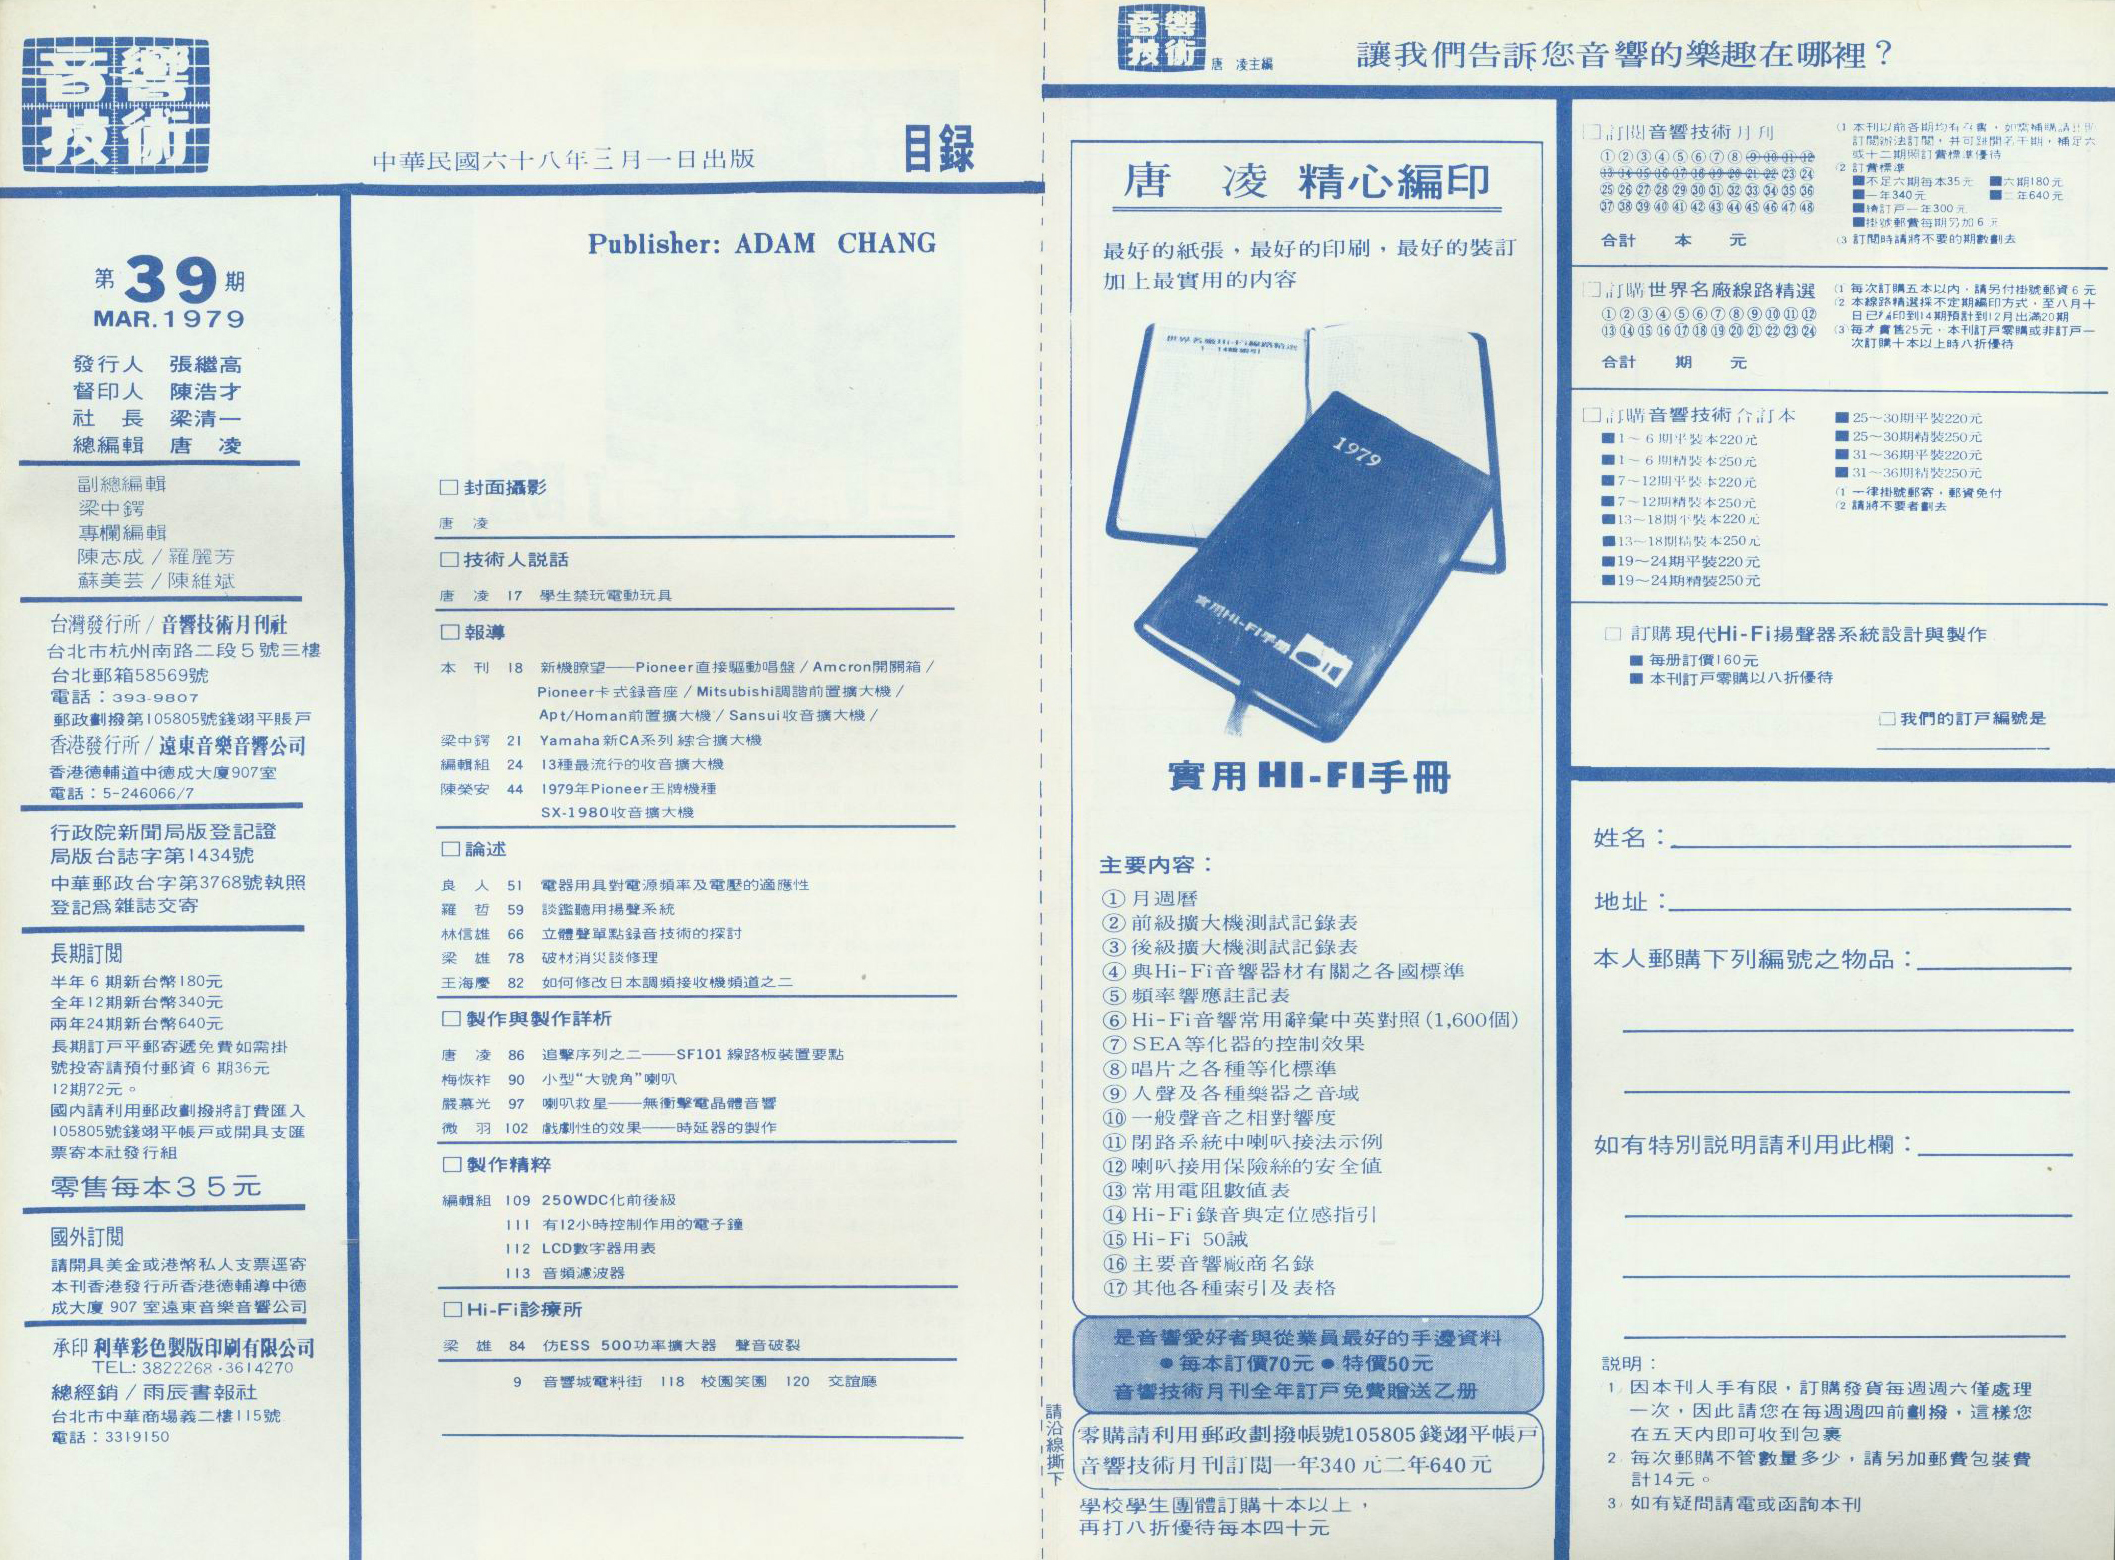 音響
技術
中華民國六十八年三月一日出版
目録
第39期
MAR.1979
發行人 張繼高
督印人 陳浩才
社 長 梁清一
總編輯 唐 凌
副總編輯
梁中鍔
專欄編輯
陳志成/羅麗芳
蘇美芸/陳維斌
台灣發行所/音響技術月刊社
台北市杭州南路二段5號三樓
台北郵箱58569號
電話:393-9807
郵政劃撥第105805號錢翊平賬戶
香港發行所/遠東音樂音響公司
香港德輔道中德成大廈907室
電話:5-246066/7
行政院新聞局版登記證
局版台誌字第1434號
中華郵政台字第3768號執照
登記爲雜誌交寄
長期訂閱
半年6期新台幣180元
全年12期新台幣340元
兩年24期新台幣640元
長期訂戶平郵寄遞免費如需掛
號投寄請預付郵資6期36元
12期72元。
國內請利用郵政劃撥將訂費匯入
105805號錢翊平帳戶或開具支匯
票寄本社發行組
零售每本35元
國外訂閱
請開具美金或港幣私人支票逕寄
本刊香港發行所香港德輔導中德
成大廈 907 室遠東音樂音響公司
承印 利華彩色製版印刷有限公司
TEL: 3822268·3614270
總經銷/雨辰書報社
台北市中華商場義二樓115號
電話:3319150
Publisher: ADAM CHANG
□封面攝影
唐 凌
□技術人説話
唐 凌 17 學生禁玩電動玩具
□報導
本 刊 18 新機瞭望——Pioneer直接驅動唱盤/Amcron開關箱/
Pioneer卡式録音座/Mitsubishi調諧前置擴大機/
Apt/Homan前置擴大機/Sansui收音擴大機/
梁中鍔 21 Yamaha新CA系列綜合擴大機
編輯組 24 13種最流行的收音擴大機
陳榮安 44 1979年Pioneer王牌機種
SX-1980收音擴大機
□論述
良 人 51 電器用具對電源頻率及電壓的適應性
羅 哲 59 談鑑聽用揚聲系統
林信雄 66 立體聲單點録音技術的探討
梁 雄 78 破材消災談修理
王海慶 82 如何修改日本調頻接收機頻道之二
□製作與製作詳析
唐 凌 86 追擊序列之二——SF101 線路板裝置要點
梅恢祚 90 小型“大號角”喇叭
嚴慕光 97 喇叭救星——無衝擊電晶體音響
微 羽 102 戲劇性的效果——時延器的製作
□製作精粹
編輯組 109 250WDC化前後級
111 有12小時控制作用的電子鐘
112 LCD數字器用表
113 音頻濾波器
□Hi-Fi診療所
梁 雄 84 仿ESS 500功率擴大器 聲音破裂
9 音響城電料街 118 校園笑園 120 交誼廳
請沿線撕下
音響
技術
唐 凌主編
讓我們告訴您音響的樂趣在哪裡?
唐 凌 精心編印
最好的紙張,最好的印刷,最好的裝訂
加上最實用的内容
世界名廠Hi-Fi線路精選
1-14輯索引
1979
實用HI-FI手册
實用HI-FI手冊
主要内容:
①月週曆
②前級擴大機測試記錄表
③後級擴大機測試記錄表
④與Hi-Fi音響器材有關之各國標準
⑤頻率響應註記表
⑥Hi-Fi音響常用辭彙中英對照(1,600個)
⑦SEA等化器的控制效果
⑧唱片之各種等化標準
⑨人聲及各種樂器之音域
⑩一般聲音之相對響度
⑪閉路系統中喇叭接法示例
⑫喇叭接用保險絲的安全値
⑬常用電阻數值表
⑭Hi-Fi錄音與定位感指引
⑮Hi-Fi 50誡
⑯主要音響廠商名錄
⑰其他各種索引及表格
是音響愛好者與從業員最好的手邊資料
●每本訂價70元●特價50元
音響技術月刊全年訂戶免費贈送乙册
零購請利用郵政劃撥帳號105805錢翊平帳戶
音響技術月刊訂閱一年340元二年640元
學校學生團體訂購十本以上,
再打八折優待每本四十元
□訂閱音響技術月刊
①②③④⑤⑥⑦⑧⑨⑩⑪⑫
⑬⑭⑮⑯⑰⑱⑲⑳㉑㉒㉓㉔
㉕㉖㉗㉘㉙㉚㉛㉜㉝㉞㉟㊱
㊲㊳㊴㊵㊶㊷㊸㊹㊺㊻㊼㊽
合計 本 元
(1 本刊以前各期均有存書,如需補購請比照
訂閱辦法訂閱,并可跳開若干期,補足六
或十二期照訂費標準優待
(2 訂費標準
■不足六期每本35元 ■六期180元
■一年340元 ■二年640元
■續訂戶一年300元
■掛號郵費每期另加6元
(3 訂閱時請將不要的期數劃去
□訂購世界名廠線路精選
①②③④⑤⑥⑦⑧⑨⑩⑪⑫
⑬⑭⑮⑯⑰⑱⑲⑳㉑㉒㉓㉔
合計 期 元
(1 每次訂購五本以內,請另付掛號郵資6元
(2 本線路精選採不定期編印方式,至八月十
日已編印到14期預計到12月出滿20期
(3 每本實售25元,本刊訂戶零購或非訂戶一
次訂購十本以上時八折優待
□訂購音響技術合訂本
■1~6期平裝本220元
■1~6期精裝本250元
■7~12期平裝本220元
■7~12期精裝本250元
■13~18期平裝本220元
■13~18期精裝本250元
■19~24期平裝220元
■19~24期精裝250元
■25~30期平裝220元
■25~30期精裝250元
■31~36期平裝220元
■31~36期精裝250元
(1 一律掛號郵寄,郵資免付
(2 請將不要者劃去
□訂購現代Hi-Fi揚聲器系統設計與製作
■每册訂價160元
■本刊訂戶零購以八折優待
□我們的訂戶編號是
姓名:
地址:
本人郵購下列編號之物品:
如有特別説明請利用此欄:
説明:
1.因本刊人手有限,訂購發貨每週週六僅處理
一次,因此請您在每週週四前劃撥,這樣您
在五天内即可收到包裹
2.每次郵購不管數量多少,請另加郵費包裝費
計14元。
3.如有疑問請電或函詢本刊